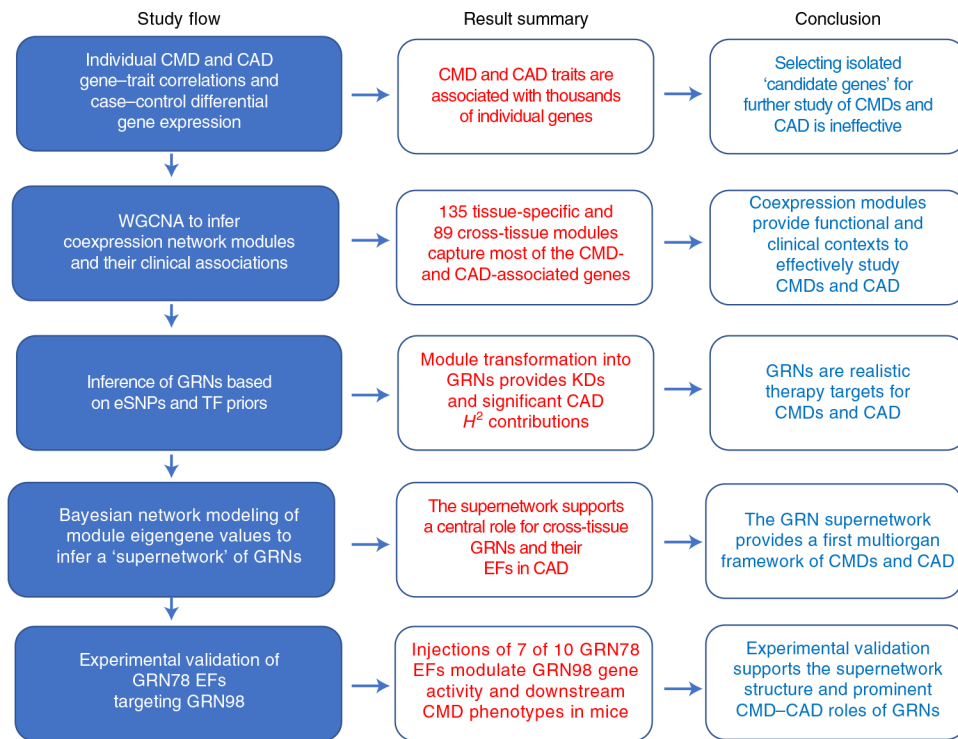 Study flow
Result summary
Conclusion
Individual CMD and CAD
gene–trait correlations and
case–control differential
gene expression
CMD and CAD traits are
associated with thousands
of individual genes
Selecting isolated
‘candidate genes’ for
further study of CMDs and
CAD is ineffective
WGCNA to infer
coexpression network modules
and their clinical associations
135 tissue-specific and
89 cross-tissue modules
capture most of the CMD-
and CAD-associated genes
Coexpression modules
provide functional and
clinical contexts to
effectively study
CMDs and CAD
Inference of GRNs based
on eSNPs and TF priors
Module transformation into
GRNs provides KDs
and significant CAD
H² contributions
GRNs are realistic
therapy targets for
CMDs and CAD
Bayesian network modeling of
module eigengene values to
infer a ‘supernetwork’ of GRNs
The supernetwork supports
a central role for cross-tissue
GRNs and their
EFs in CAD
The GRN supernetwork
provides a first multiorgan
framework of CMDs and CAD
Experimental validation of
GRN78 EFs
targeting GRN98
Injections of 7 of 10 GRN78
EFs modulate GRN98 gene
activity and downstream
CMD phenotypes in mice
Experimental validation
supports the supernetwork
structure and prominent
CMD–CAD roles of GRNs